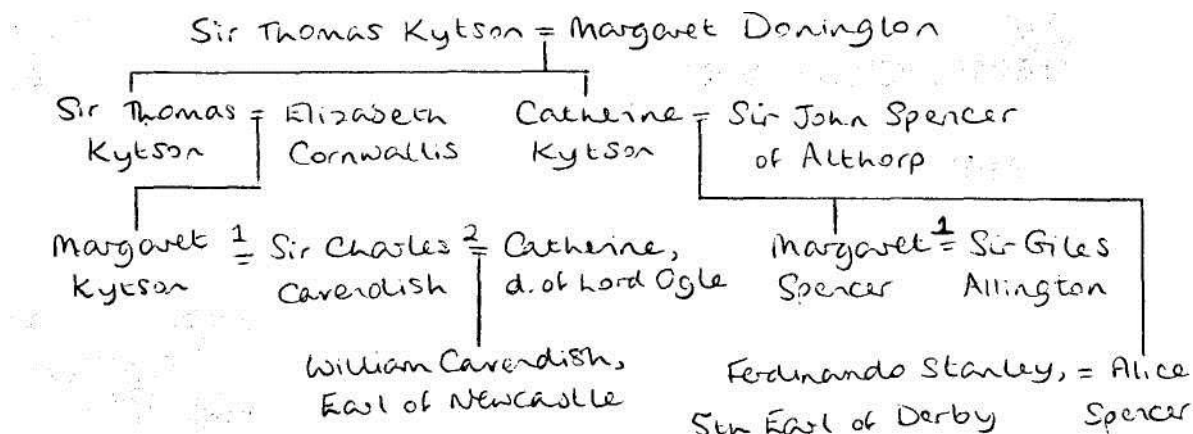 Sir Thomas Kytson = Margaret Donington
Sir Thomas = Elizabeth Catherine = Sir John Spencer
Kytson Cornwallis Kytson of Althorp
Margaret 1 = Sir Charles 2 = Catherine, Margaret 1 = Sir Giles
Kytson Cavendish d. of Lord Ogle Spencer Allington
William Cavendish, Ferdinando Stanley, = Alice
Earl of Newcastle 5th Earl of Derby Spencer